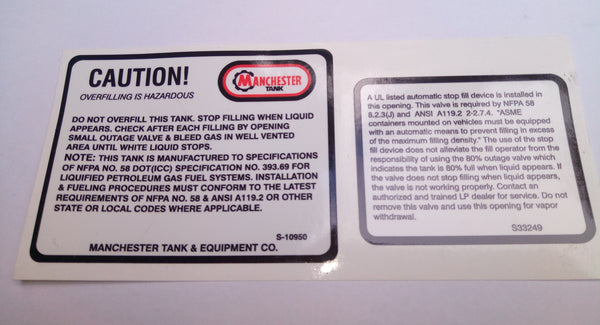 CAUTION!
OVERFILLING IS HAZARDOUS
MANCHESTER
TANK
DO NOT OVERFILL THIS TANK. STOP FILLING WHEN LIQUID
APPEARS. CHECK AFTER EACH FILLING BY OPENING
SMALL OUTAGE VALVE & BLEED GAS IN WELL VENTED
AREA UNTIL WHITE LIQUID STOPS.
NOTE: THIS TANK IS MANUFACTURED TO SPECIFICATIONS
OF NFPA NO. 58 DOT(ICC) SPECIFICATION NO. 393.69 FOR
LIQUIFIED PETROLEUM GAS FUEL SYSTEMS. INSTALLATION
& FUELING PROCEDURES MUST CONFORM TO THE LATEST
REQUIREMENTS OF NFPA NO. 58 & ANSI A119.2 OR OTHER
STATE OR LOCAL CODES WHERE APPLICABLE.
S-10950
MANCHESTER TANK & EQUIPMENT CO.
A UL listed automatic stop fill device is installed in
this opening. This valve is required by NFPA 58
8.2.3(J) and ANSI A119.2 2-2.7.4. "ASME
containers mounted on vehicles must be equipped
with an automatic means to prevent filling in excess
of the maximum filling density." The use of the stop
fill device does not alleviate the fill operator from the
responsibility of using the 80% outage valve which
indicates the tank is 80% full when liquid appears. If
the valve does not stop filling when liquid appears,
the valve is not working properly. Contact an
authorized and trained LP dealer for service. Do not
remove this valve and use this opening for vapor
withdrawal.
S33249